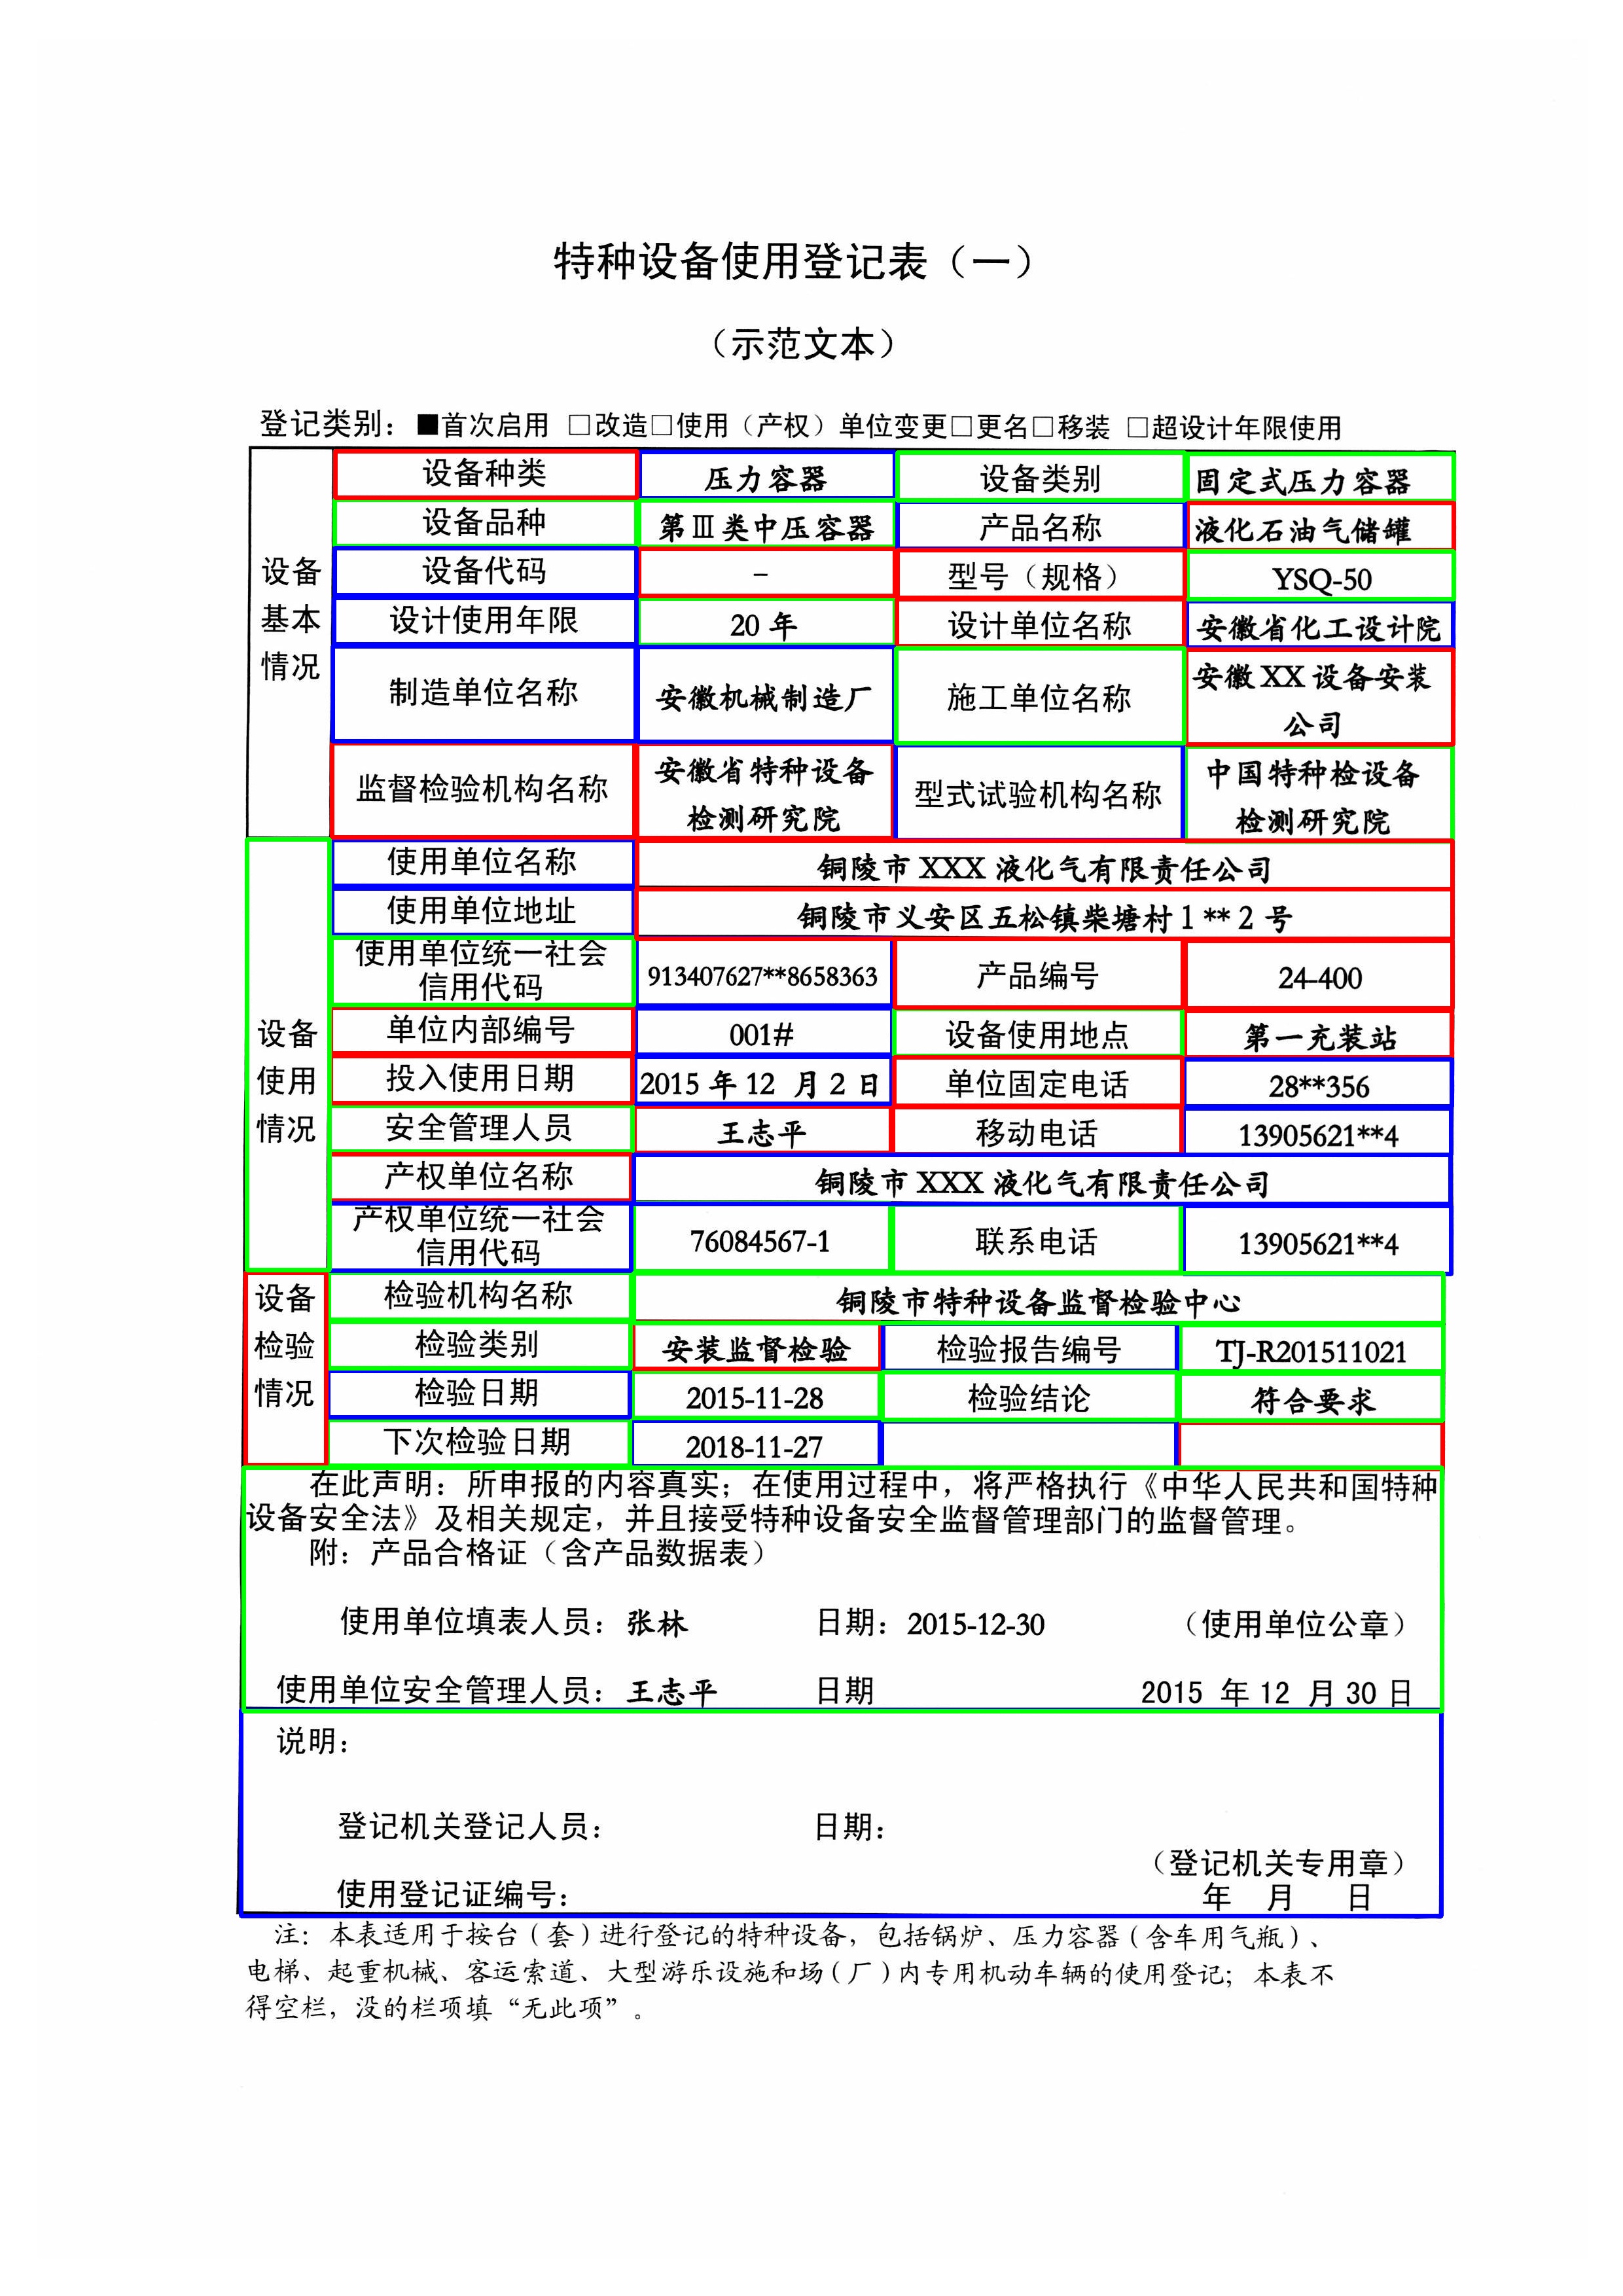 特种设备使用登记表（一）
（示范文本）
登记类别：■首次启用 □改造□使用（产权）单位变更□更名□移装 □超设计年限使用
设备基本情况
设备种类 压力容器 设备类别 固定式压力容器
设备品种 第Ⅲ类中压容器 产品名称 液化石油气储罐
设备代码 – 型号（规格） YSQ-50
设计使用年限 20 年 设计单位名称 安徽省化工设计院
制造单位名称 安徽机械制造厂 施工单位名称 安徽 XX 设备安装公司
监督检验机构名称 安徽省特种设备检测研究院 型式试验机构名称 中国特种检设备检测研究院
设备使用情况
使用单位名称 铜陵市 XXX 液化气有限责任公司
使用单位地址 铜陵市义安区五松镇柴塘村 1 ** 2 号
使用单位统一社会信用代码 913407627**8658363 产品编号 24-400
单位内部编号 001# 设备使用地点 第一充装站
投入使用日期 2015 年 12 月 2 日 单位固定电话 28**356
安全管理人员 王志平 移动电话 13905621**4
产权单位名称 铜陵市 XXX 液化气有限责任公司
产权单位统一社会信用代码 76084567-1 联系电话 13905621**4
设备检验情况
检验机构名称 铜陵市特种设备监督检验中心
检验类别 安装监督检验 检验报告编号 TJ-R201511021
检验日期 2015-11-28 检验结论 符合要求
下次检验日期 2018-11-27
在此声明：所申报的内容真实；在使用过程中，将严格执行《中华人民共和国特种
设备安全法》及相关规定，并且接受特种设备安全监督管理部门的监督管理。
附：产品合格证（含产品数据表）
使用单位填表人员：张林 日期：2015-12-30 （使用单位公章）
使用单位安全管理人员：王志平 日期 2015 年 12 月 30 日
说明：
登记机关登记人员： 日期：
（登记机关专用章）
使用登记证编号： 年 月 日
注：本表适用于按台（套）进行登记的特种设备，包括锅炉、压力容器（含车用气瓶）、
电梯、起重机械、客运索道、大型游乐设施和场（厂）内专用机动车辆的使用登记；本表不
得空栏，没的栏项填“无此项”。